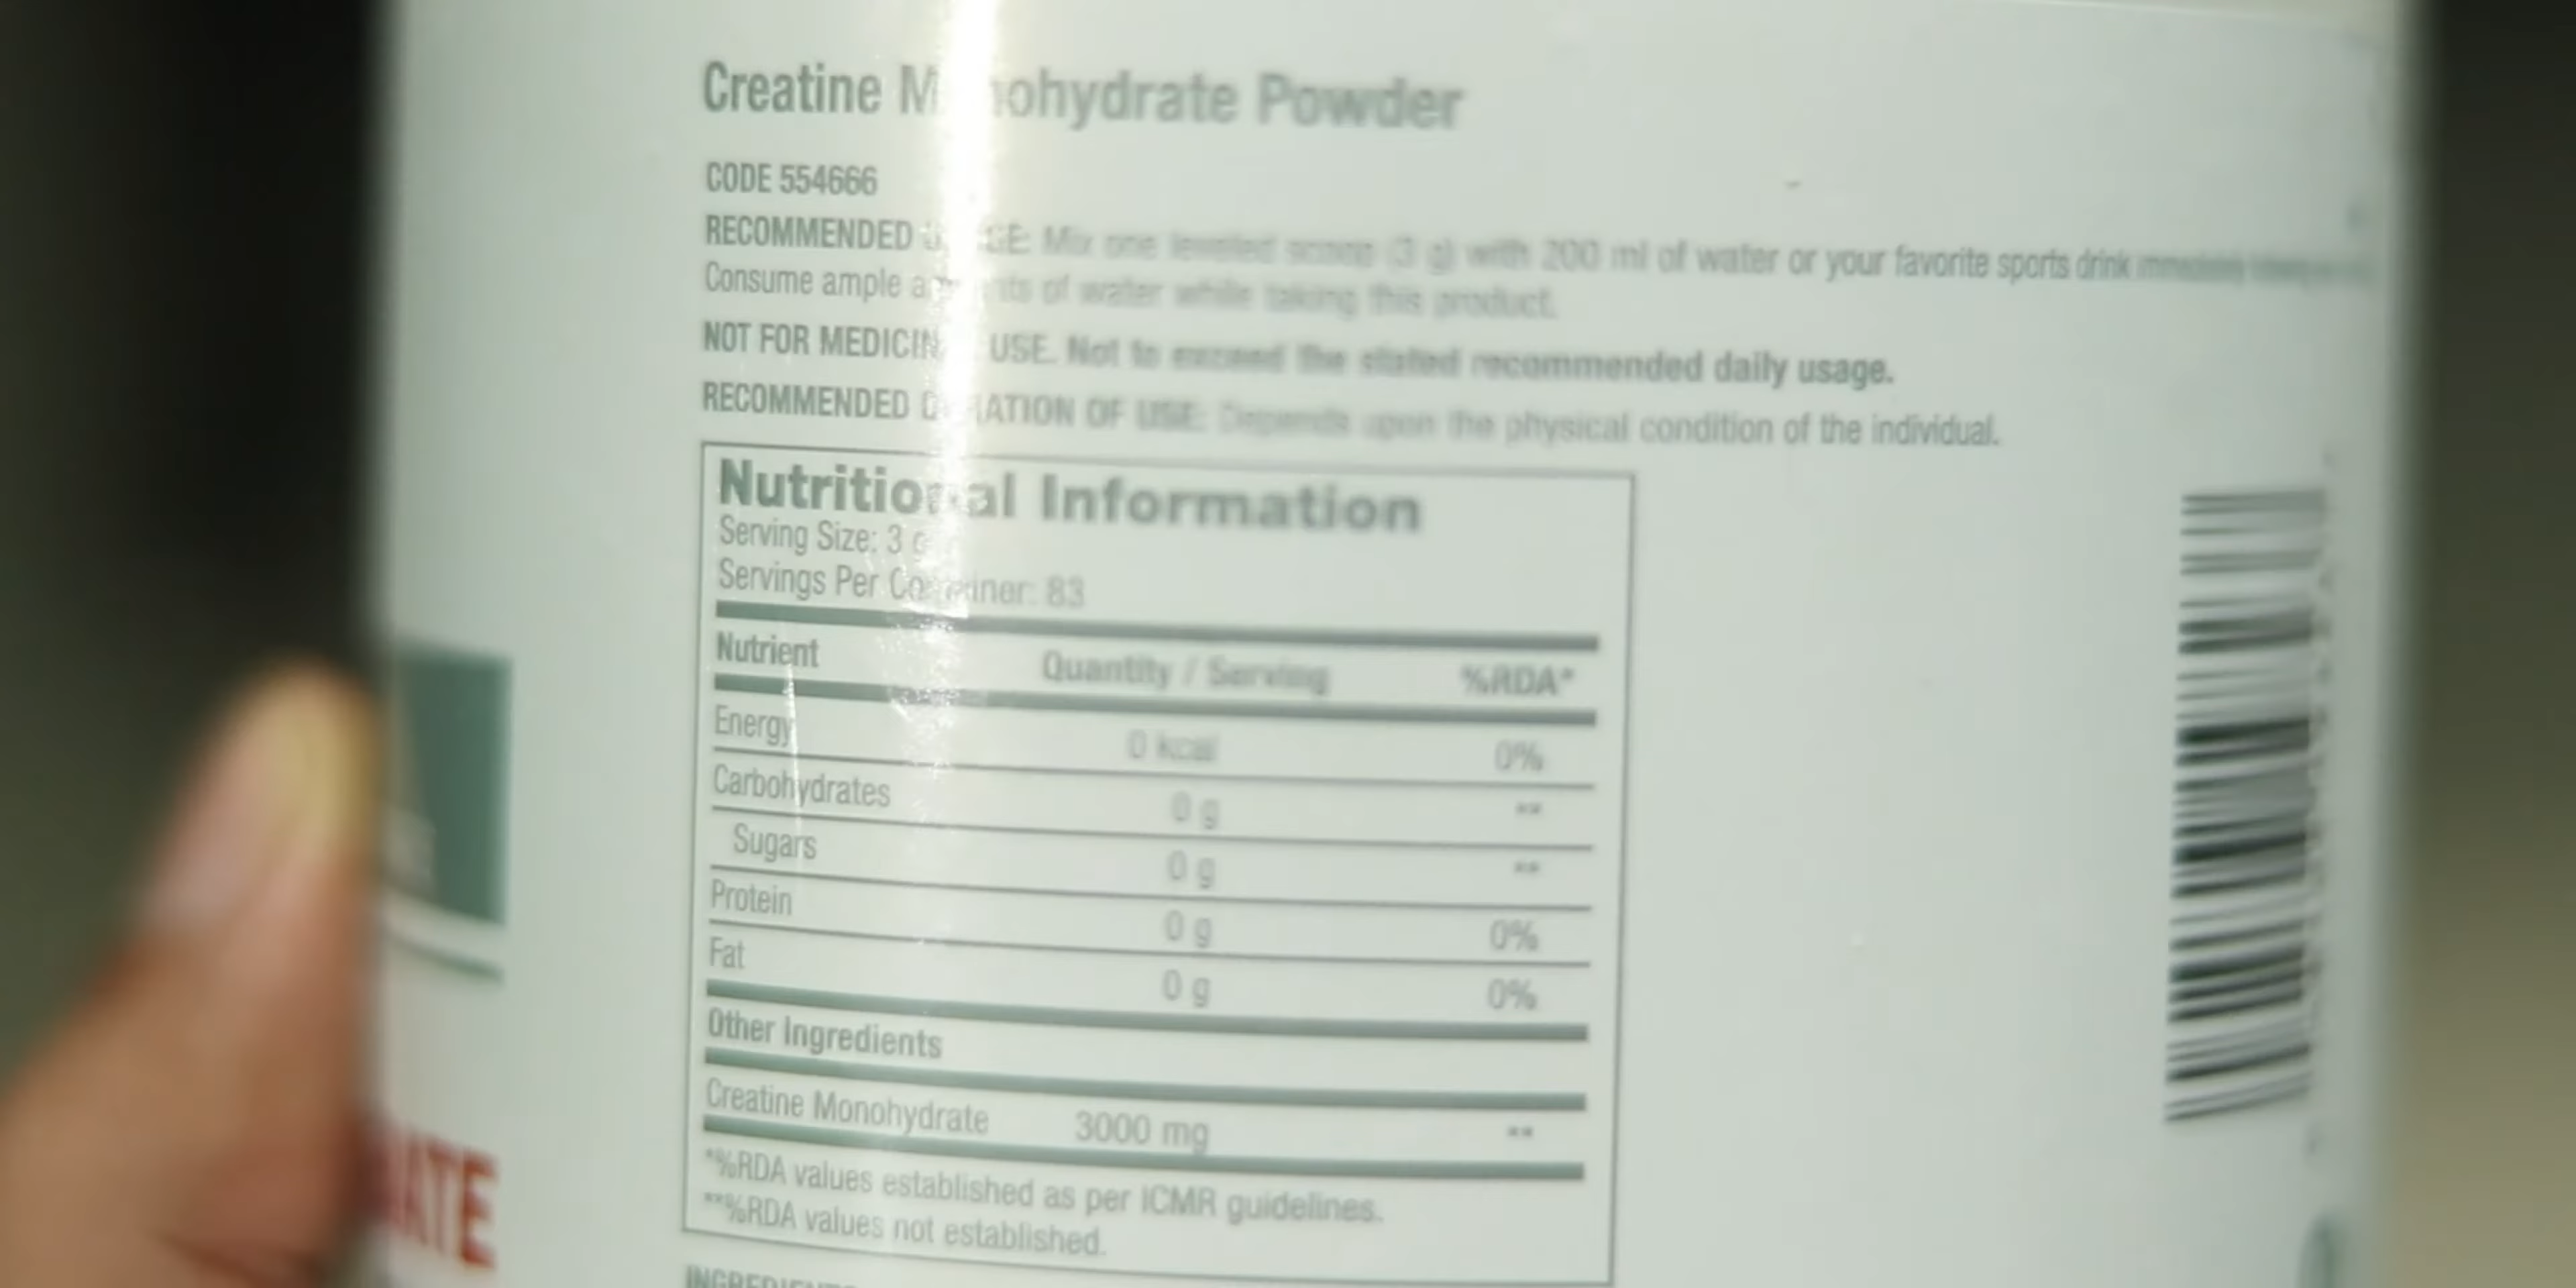 Creatine Monohydrate Powder
CODE 554666
RECOMMENDED USAGE: Mix one leveled scoop (3 g) with 200 ml of water or your favorite sports drink
Consume ample amounts of water while taking this product.
NOT FOR MEDICINAL USE. Not to exceed the stated recommended daily usage.
RECOMMENDED DURATION OF USE: Depends upon the physical condition of the individual.
Nutritional Information
Serving Size: 3 g
Servings Per Container: 83
Nutrient Quantity / Serving %RDA*
Energy 0 kcal 0%
Carbohydrates 0 g **
Sugars 0 g **
Protein 0 g 0%
Fat 0 g 0%
Other Ingredients
Creatine Monohydrate 3000 mg **
*%RDA values established as per ICMR guidelines.
**%RDA values not established.
ATE